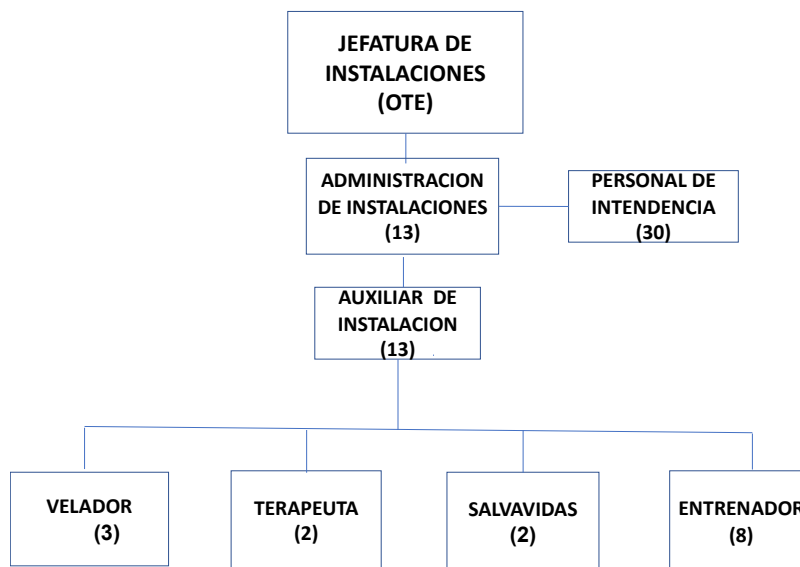 JEFATURA DE
INSTALACIONES
(OTE)
ADMINISTRACION
DE INSTALACIONES
(13)
PERSONAL DE
INTENDENCIA
(30)
AUXILIAR DE
INSTALACION
(13)
VELADOR
(3)
TERAPEUTA
(2)
SALVAVIDAS
(2)
ENTRENADOR
(8)